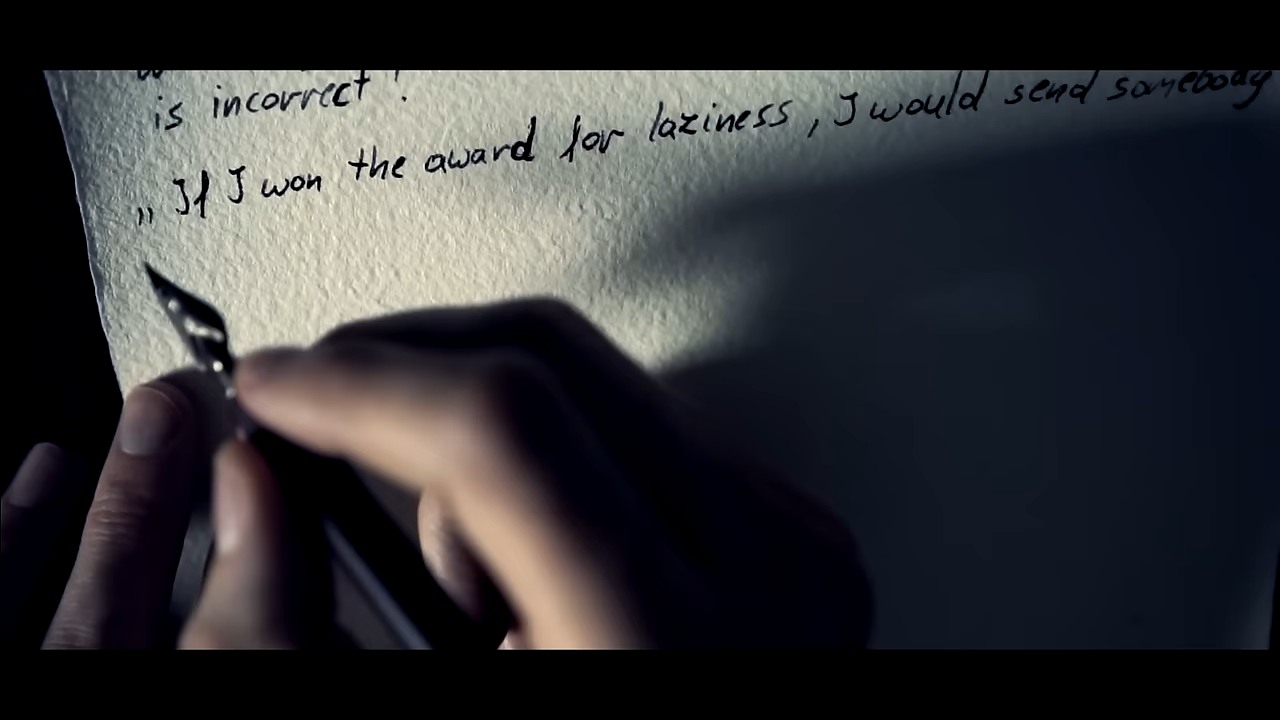 is incorrect!
„ If I won the award for laziness, I would send somebody